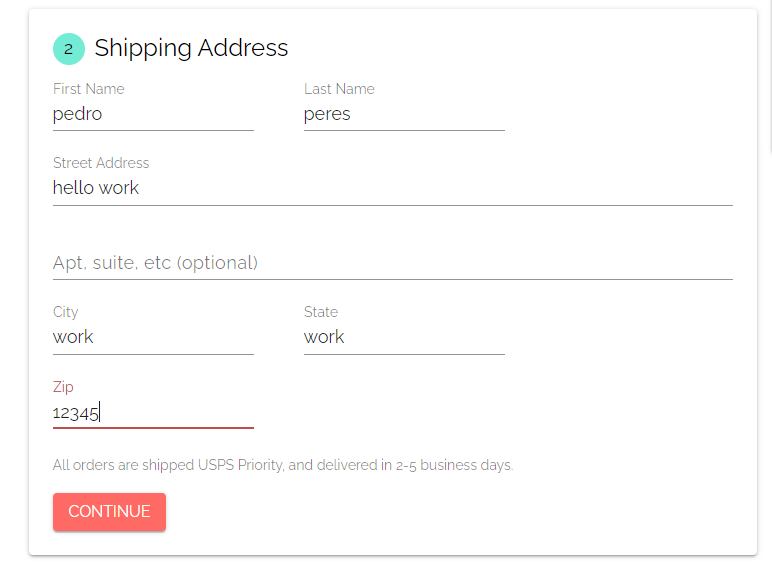 2 Shipping Address
First Name Last Name
pedro peres
Street Address
hello work
Apt, suite, etc (optional)
City State
work work
Zip
12345
All orders are shipped USPS Priority, and delivered in 2-5 business days.
CONTINUE